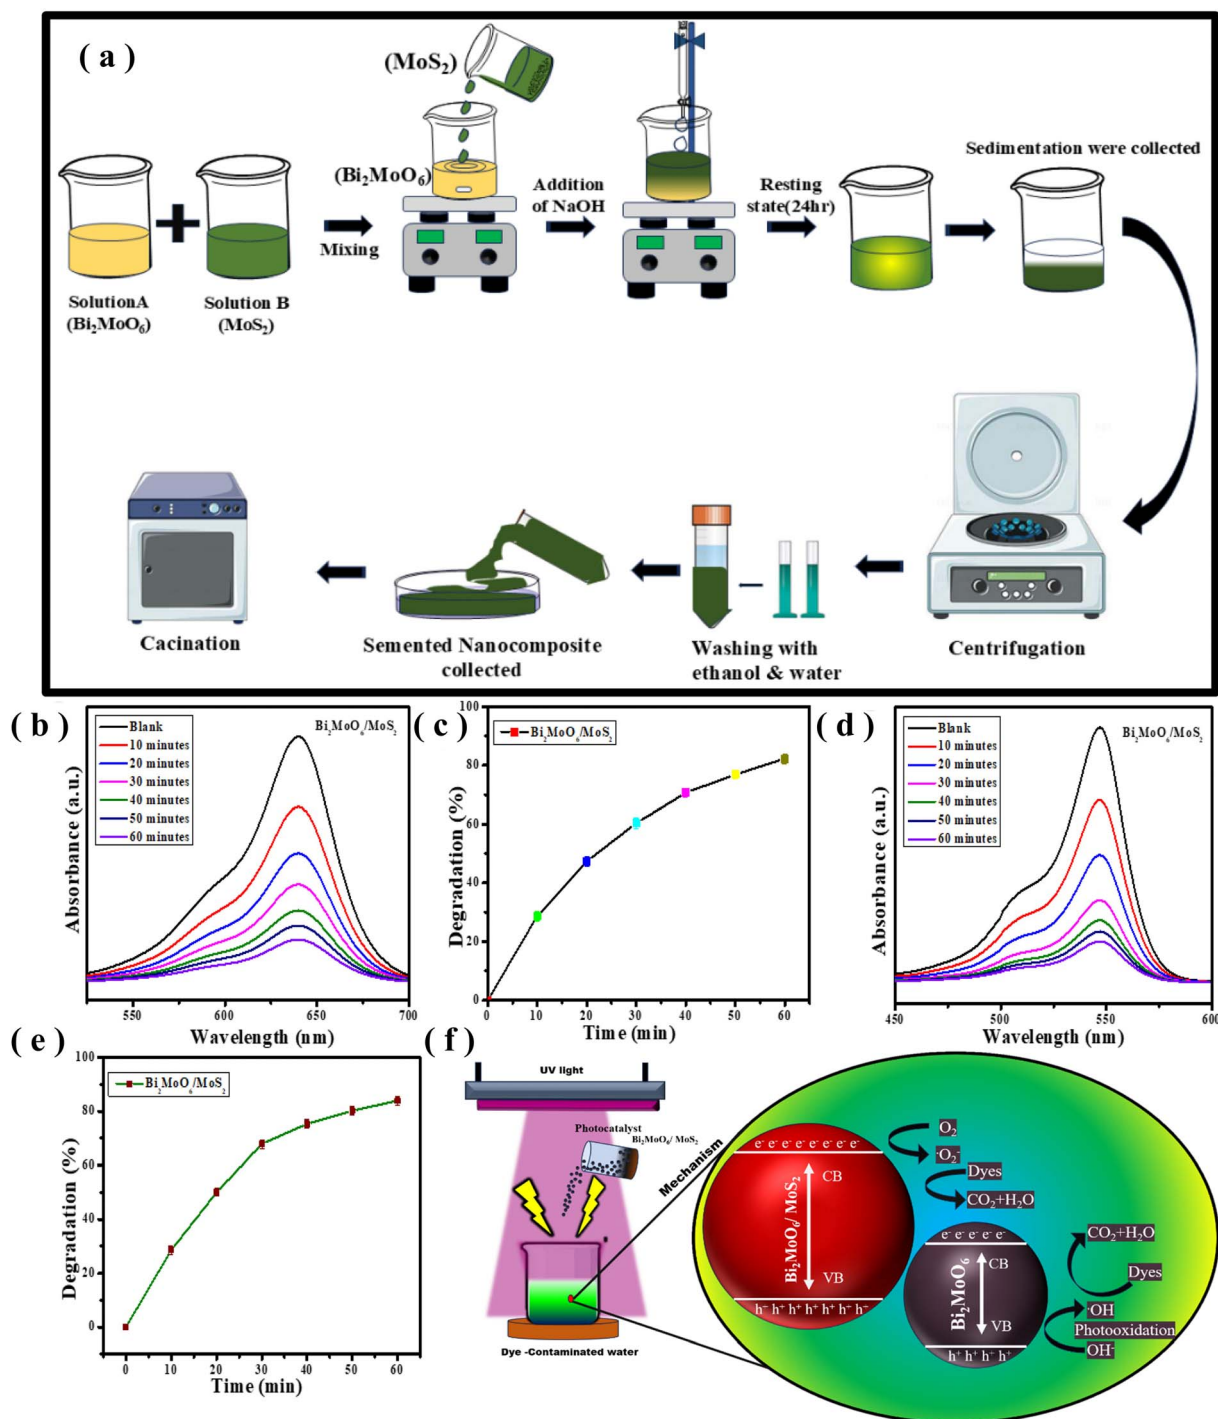 ( a )
(MoS₂)
(Bi₂MoO₆)
Solution A
(Bi₂MoO₆)
Solution B
(MoS₂)
Mixing
Addition
of NaOH
Resting
state(24hr)
Sedimentation were collected
Cacination
Semented Nanocomposite
collected
Washing with
ethanol & water
Centrifugation
( b )
Blank
10 minutes
20 minutes
30 minutes
40 minutes
50 minutes
60 minutes
Bi₂MoO₆/MoS₂
Absorbance (a.u.)
550 600 650 700
Wavelength (nm)
( c )
Bi₂MoO₆/MoS₂
Degradation (%)
100
80
60
40
20
0
0 10 20 30 40 50 60
Time (min)
( d )
Blank
10 minutes
20 minutes
30 minutes
40 minutes
50 minutes
60 minutes
Bi₂MoO₆/MoS₂
Absorbance (a.u.)
450 500 550 600
Wavelength (nm)
( e )
Bi₂MoO₆/MoS₂
Degradation (%)
100
80
60
40
20
0
0 10 20 30 40 50 60
Time (min)
( f )
UV light
Photocatalyst
Bi₂MoO₆/ MoS₂
Dye -Contaminated water
Mechanism
e⁻ e⁻ e⁻ e⁻ e⁻ e⁻ e⁻
CB
Bi₂MoO₆/ MoS₂
VB
h⁺ h⁺ h⁺ h⁺ h⁺ h⁺ h⁺
O₂
·O₂⁻
Dyes
CO₂+H₂O
e⁻ e⁻ e⁻ e⁻ e⁻
CB
Bi₂MoO₆
VB
h⁺ h⁺ h⁺ h⁺
CO₂+H₂O
Dyes
·OH
Photooxidation
OH⁻